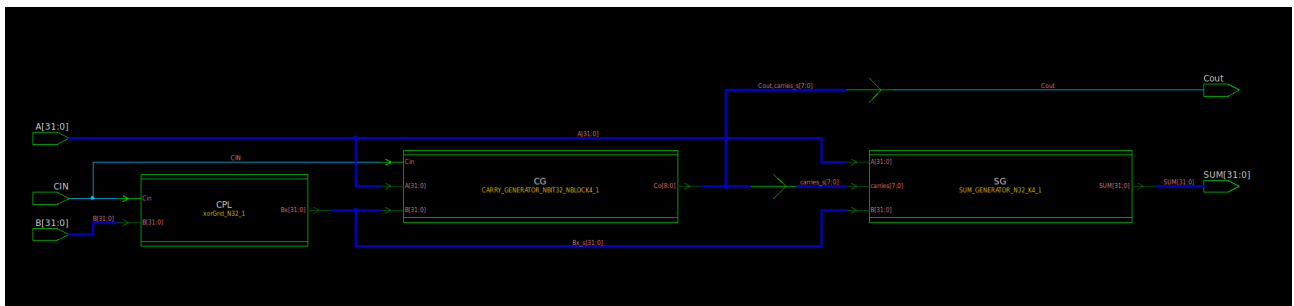 Cout
Cout,carries_s[7:0]
Cout
A[31:0]
A[31:0]
CIN
Cin
CG
CARRY_GENERATOR_NBIT32_NBLOCK4_1
A[31:0]
B[31:0]
Co[8:0]
carries_s[7:0]
A[31:0]
carries[7:0]
B[31:0]
SG
SUM_GENERATOR_N32_K4_1
SUM[31:0]
SUM[31:0]
SUM[31:0]
CIN
Cin
CPL
xorGrid_N32_1
B[31:0]
Bx[31:0]
B[31:0]
B[31:0]
Bx_s[31:0]